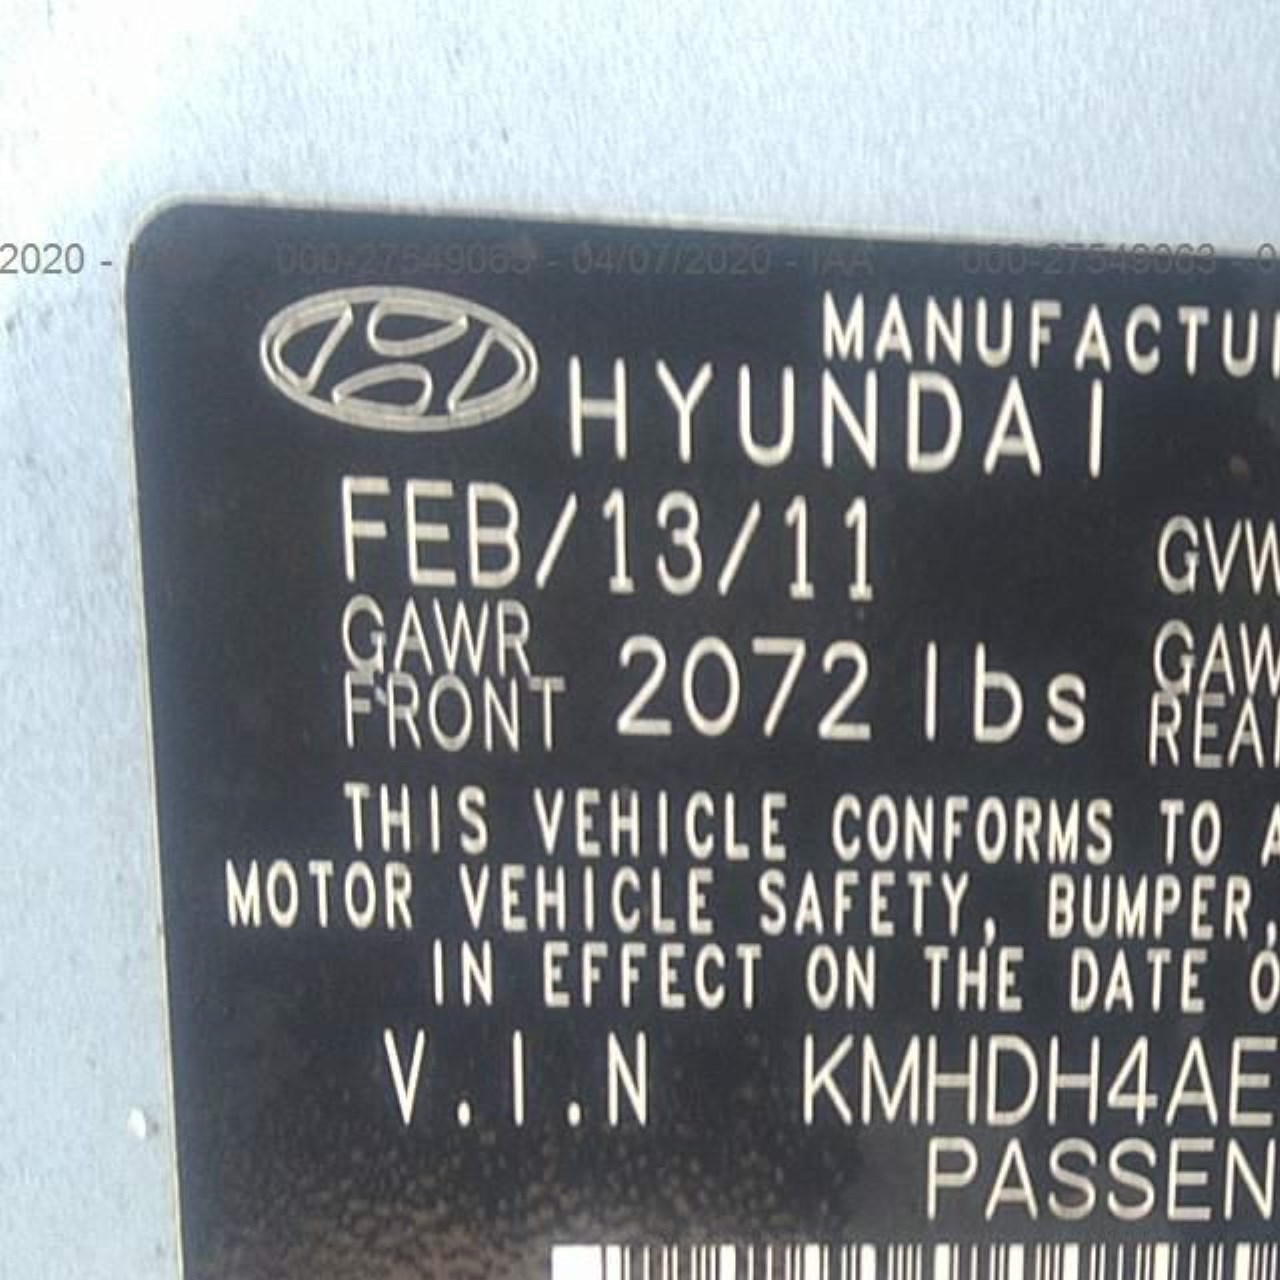 2020 - 000-27549063 - 04/07/2020 - IAA 000-27549063 - 0
MANUFACTU
HYUNDAI
FEB/13/11 GVW
GAWR FRONT 2072 lbs GAW REA
THIS VEHICLE CONFORMS TO A
MOTOR VEHICLE SAFETY, BUMPER,
IN EFFECT ON THE DATE O
V.I.N KMHDH4AE
PASSEN